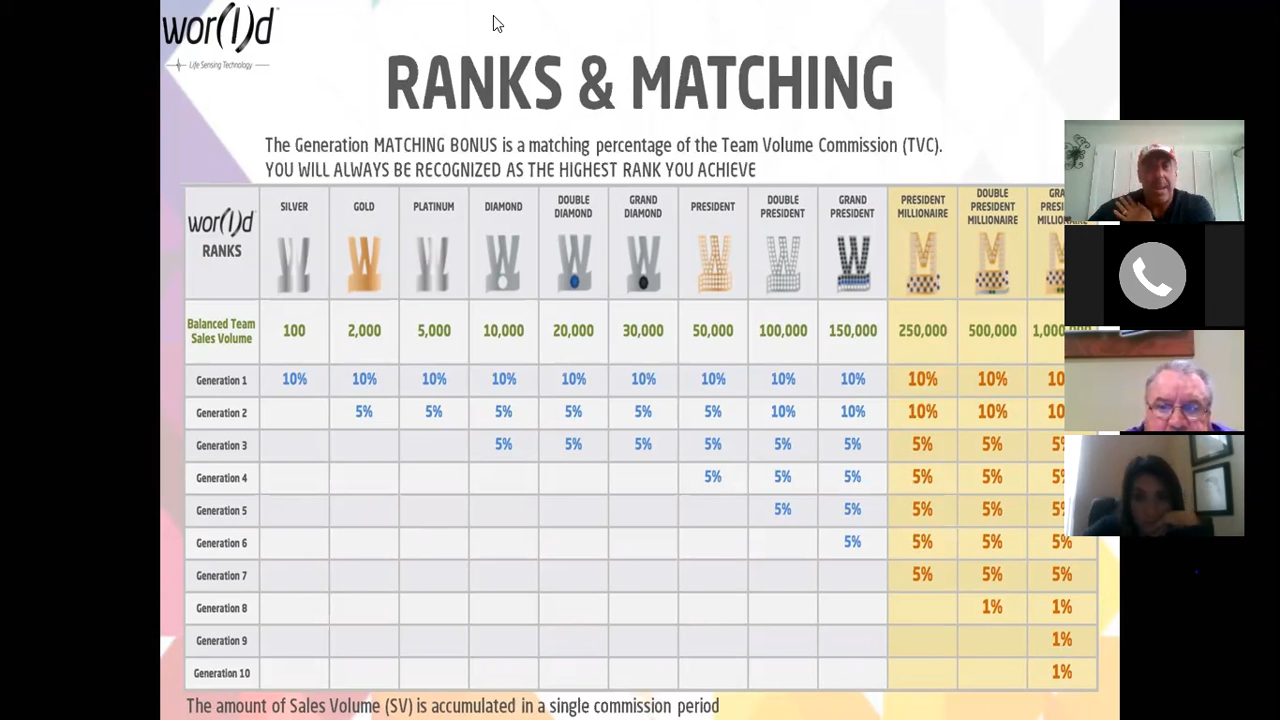 wor(l)d
Life Sensing Technology
RANKS & MATCHING
The Generation MATCHING BONUS is a matching percentage of the Team Volume Commission (TVC).
YOU WILL ALWAYS BE RECOGNIZED AS THE HIGHEST RANK YOU ACHIEVE
wor(l)d RANKS SILVER GOLD PLATINUM DIAMOND DOUBLE DIAMOND GRAND DIAMOND PRESIDENT DOUBLE PRESIDENT GRAND PRESIDENT PRESIDENT MILLIONAIRE DOUBLE PRESIDENT MILLIONAIRE
Balanced Team Sales Volume 100 2,000 5,000 10,000 20,000 30,000 50,000 100,000 150,000 250,000 500,000
Generation 1 10% 10% 10% 10% 10% 10% 10% 10% 10% 10% 10% 10
Generation 2 5% 5% 5% 5% 5% 5% 10% 10% 10% 10% 10
Generation 3 5% 5% 5% 5% 5% 5% 5% 5% 5%
Generation 4 5% 5% 5% 5% 5% 5%
Generation 5 5% 5% 5% 5% 5%
Generation 6 5% 5% 5% 5%
Generation 7 5% 5% 5%
Generation 8 1% 1%
Generation 9 1%
Generation 10 1%
The amount of Sales Volume (SV) is accumulated in a single commission period